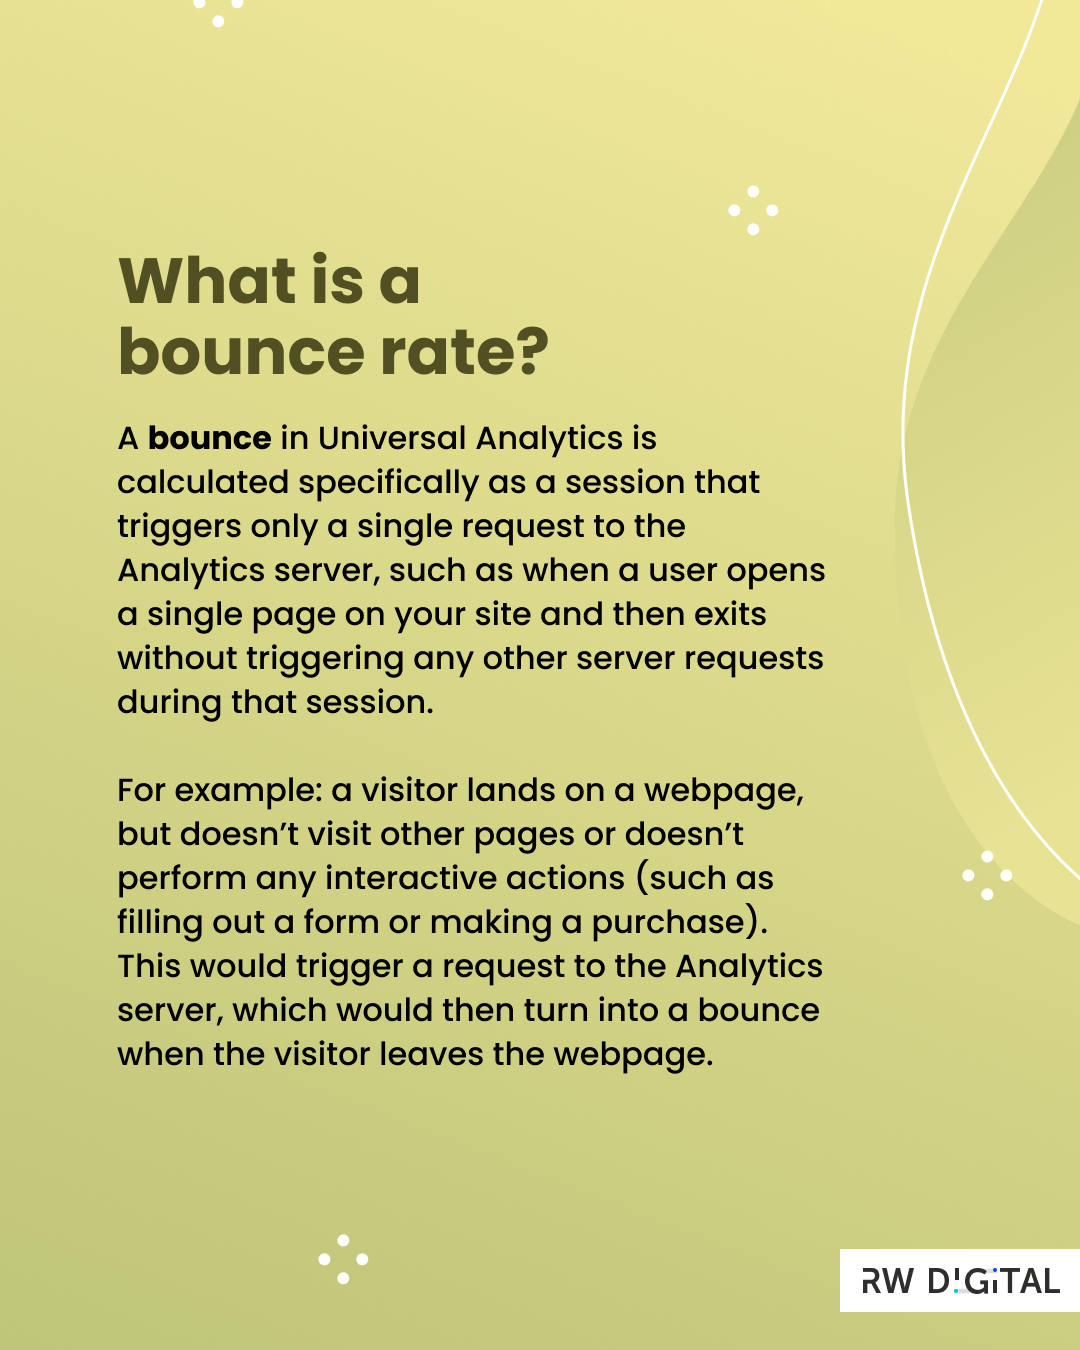 What is a
bounce rate?
A bounce in Universal Analytics is
calculated specifically as a session that
triggers only a single request to the
Analytics server, such as when a user opens
a single page on your site and then exits
without triggering any other server requests
during that session.
For example: a visitor lands on a webpage,
but doesn’t visit other pages or doesn’t
perform any interactive actions (such as
filling out a form or making a purchase).
This would trigger a request to the Analytics
server, which would then turn into a bounce
when the visitor leaves the webpage.
RW DIGITAL